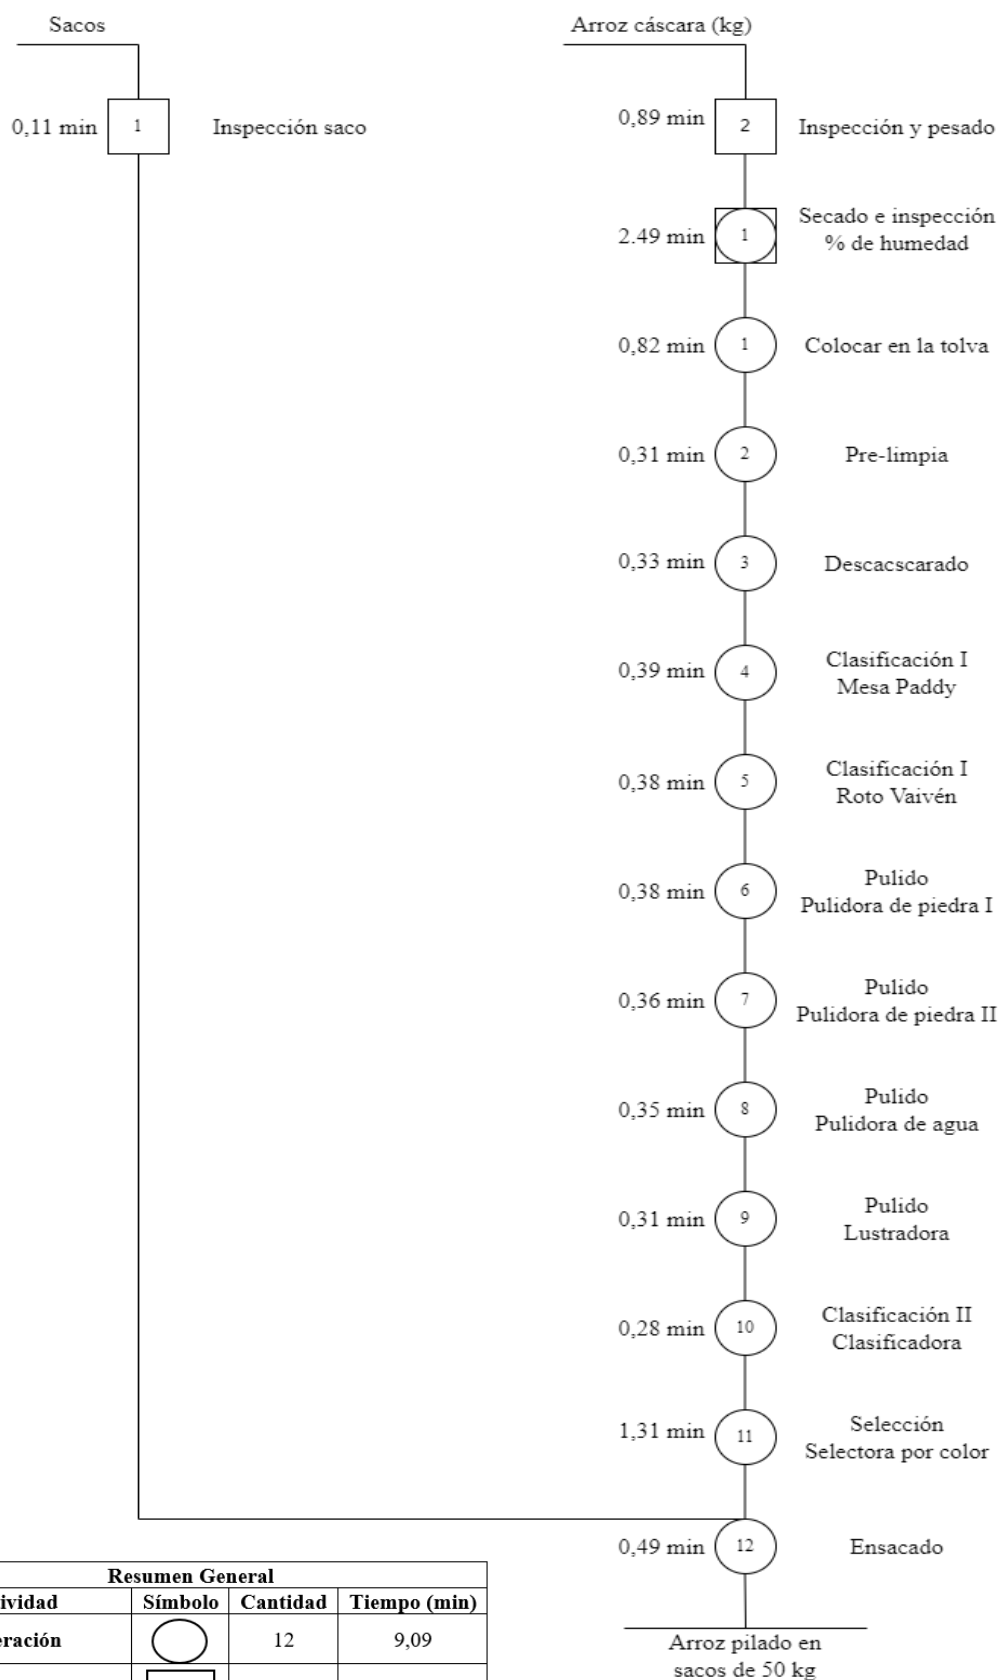 Sacos
Arroz cáscara (kg)
0,11 min
1
Inspección saco
0,89 min
2
Inspección y pesado
2.49 min
1
Secado e inspección
% de humedad
0,82 min
1
Colocar en la tolva
0,31 min
2
Pre-limpia
0,33 min
3
Descacscarado
0,39 min
4
Clasificación I
Mesa Paddy
0,38 min
5
Clasificación I
Roto Vaivén
0,38 min
6
Pulido
Pulidora de piedra I
0,36 min
7
Pulido
Pulidora de piedra II
0,35 min
8
Pulido
Pulidora de agua
0,31 min
9
Pulido
Lustradora
0,28 min
10
Clasificación II
Clasificadora
1,31 min
11
Selección
Selectora por color
0,49 min
12
Ensacado
Resumen General
ividad Símbolo Cantidad Tiempo (min)
eración 12 9,09
Arroz pilado en
sacos de 50 kg